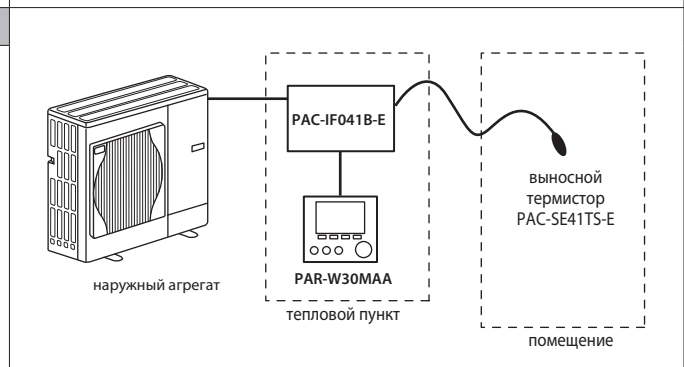 PAC-IF041B-E
выносной
термистор
PAC-SE41TS-E
PAR-W30MAA
наружный агрегат
тепловой пункт
помещение